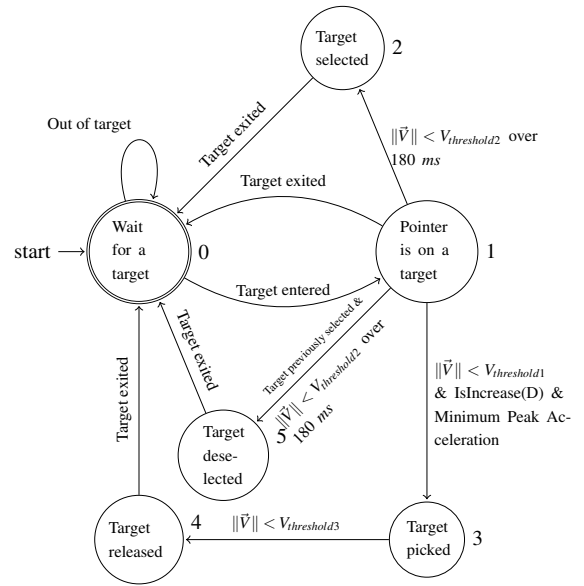 Target
selected
2
Out of target
Target exited
‖V⃗‖ < Vthreshold2 over
180 ms
Target exited
start
Wait
for a
target
0
Pointer
is on a
target
1
Target entered
Target previously selected &
‖V⃗‖ < Vthreshold2 over
180 ms
Target exited
‖V⃗‖ < Vthreshold1
& IsIncrease(D) &
Minimum Peak Ac-
celeration
Target exited
Target
dese-
lected
5
Target
released
4
‖V⃗‖ < Vthreshold3
Target
picked
3